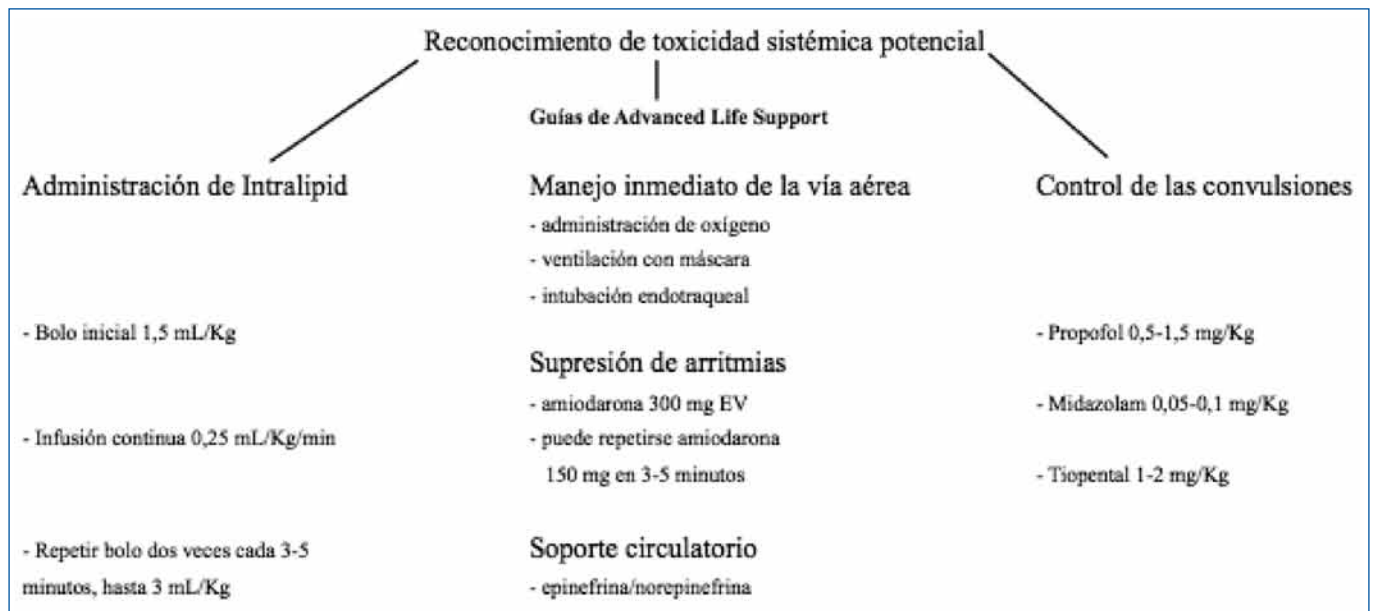 Reconocimiento de toxicidad sistémica potencial
Guías de Advanced Life Support
Administración de Intralipid
- Bolo inicial 1,5 mL/Kg
- Infusión continua 0,25 mL/Kg/min
- Repetir bolo dos veces cada 3-5
minutos, hasta 3 mL/Kg
Manejo inmediato de la vía aérea
- administración de oxígeno
- ventilación con máscara
- intubación endotraqueal
Supresión de arritmias
- amiodarona 300 mg EV
- puede repetirse amiodarona
150 mg en 3-5 minutos
Soporte circulatorio
- epinefrina/norepinefrina
Control de las convulsiones
- Propofol 0,5-1,5 mg/Kg
- Midazolam 0,05-0,1 mg/Kg
- Tiopental 1-2 mg/Kg